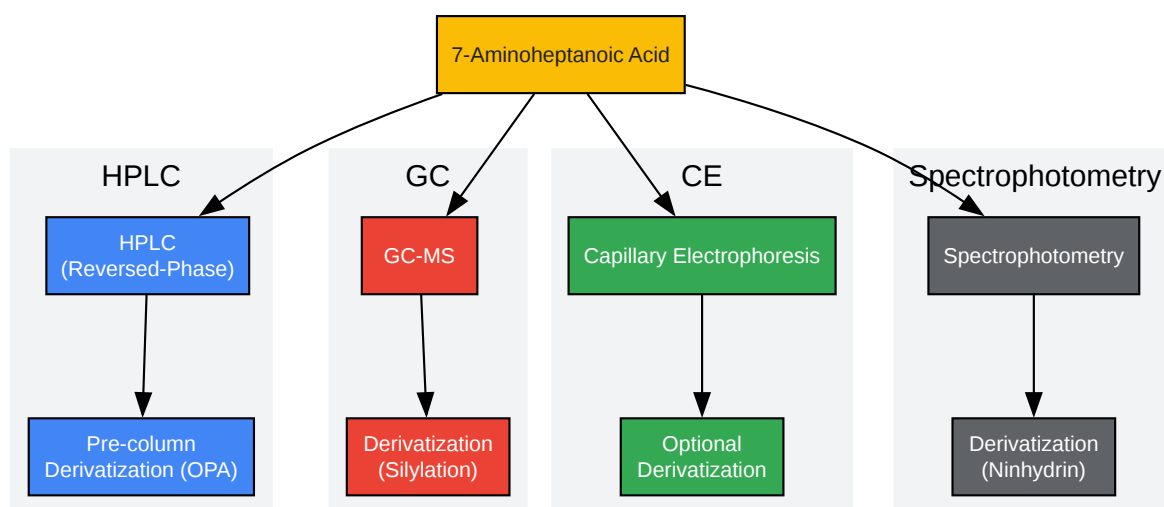 7-Aminoheptanoic Acid
HPLC
GC
CE
Spectrophotometry
HPLC
(Reversed-Phase)
GC-MS
Capillary Electrophoresis
Spectrophotometry
Pre-column
Derivatization (OPA)
Derivatization
(Silylation)
Optional
Derivatization
Derivatization
(Ninhydrin)